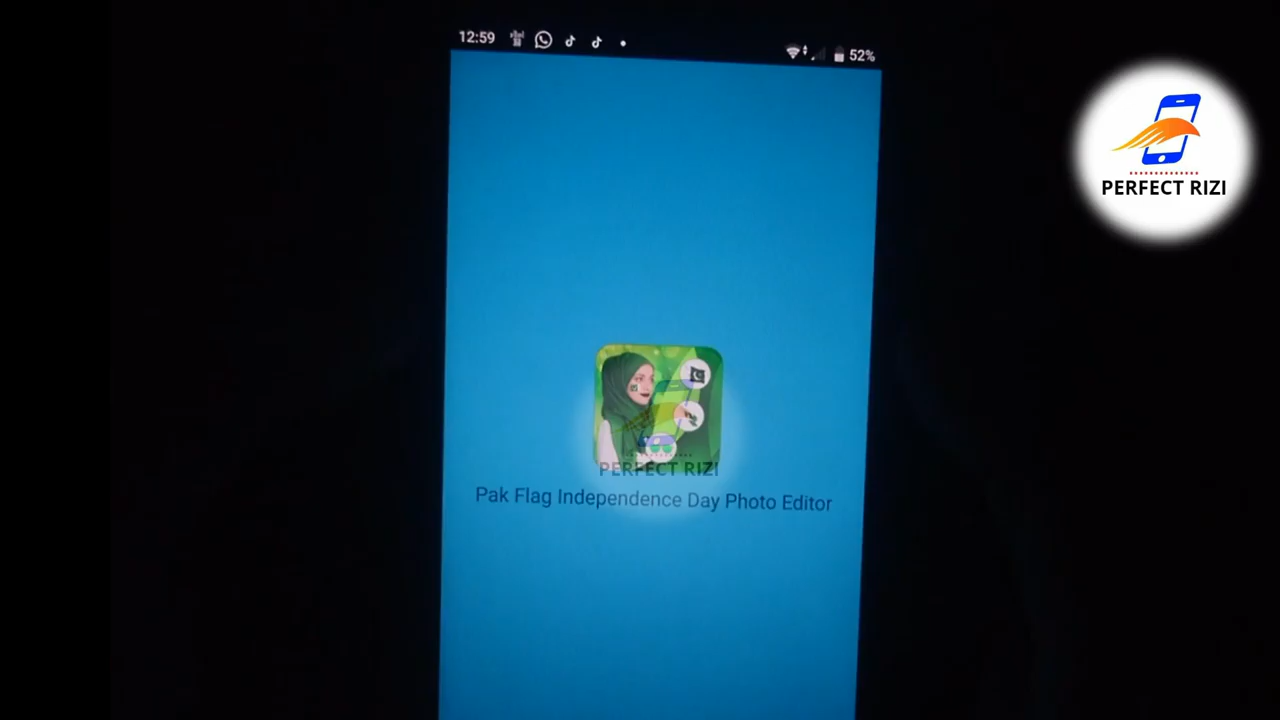 12:59
52%
PERFECT RIZI
PERFECT RIZI
Pak Flag Independence Day Photo Editor